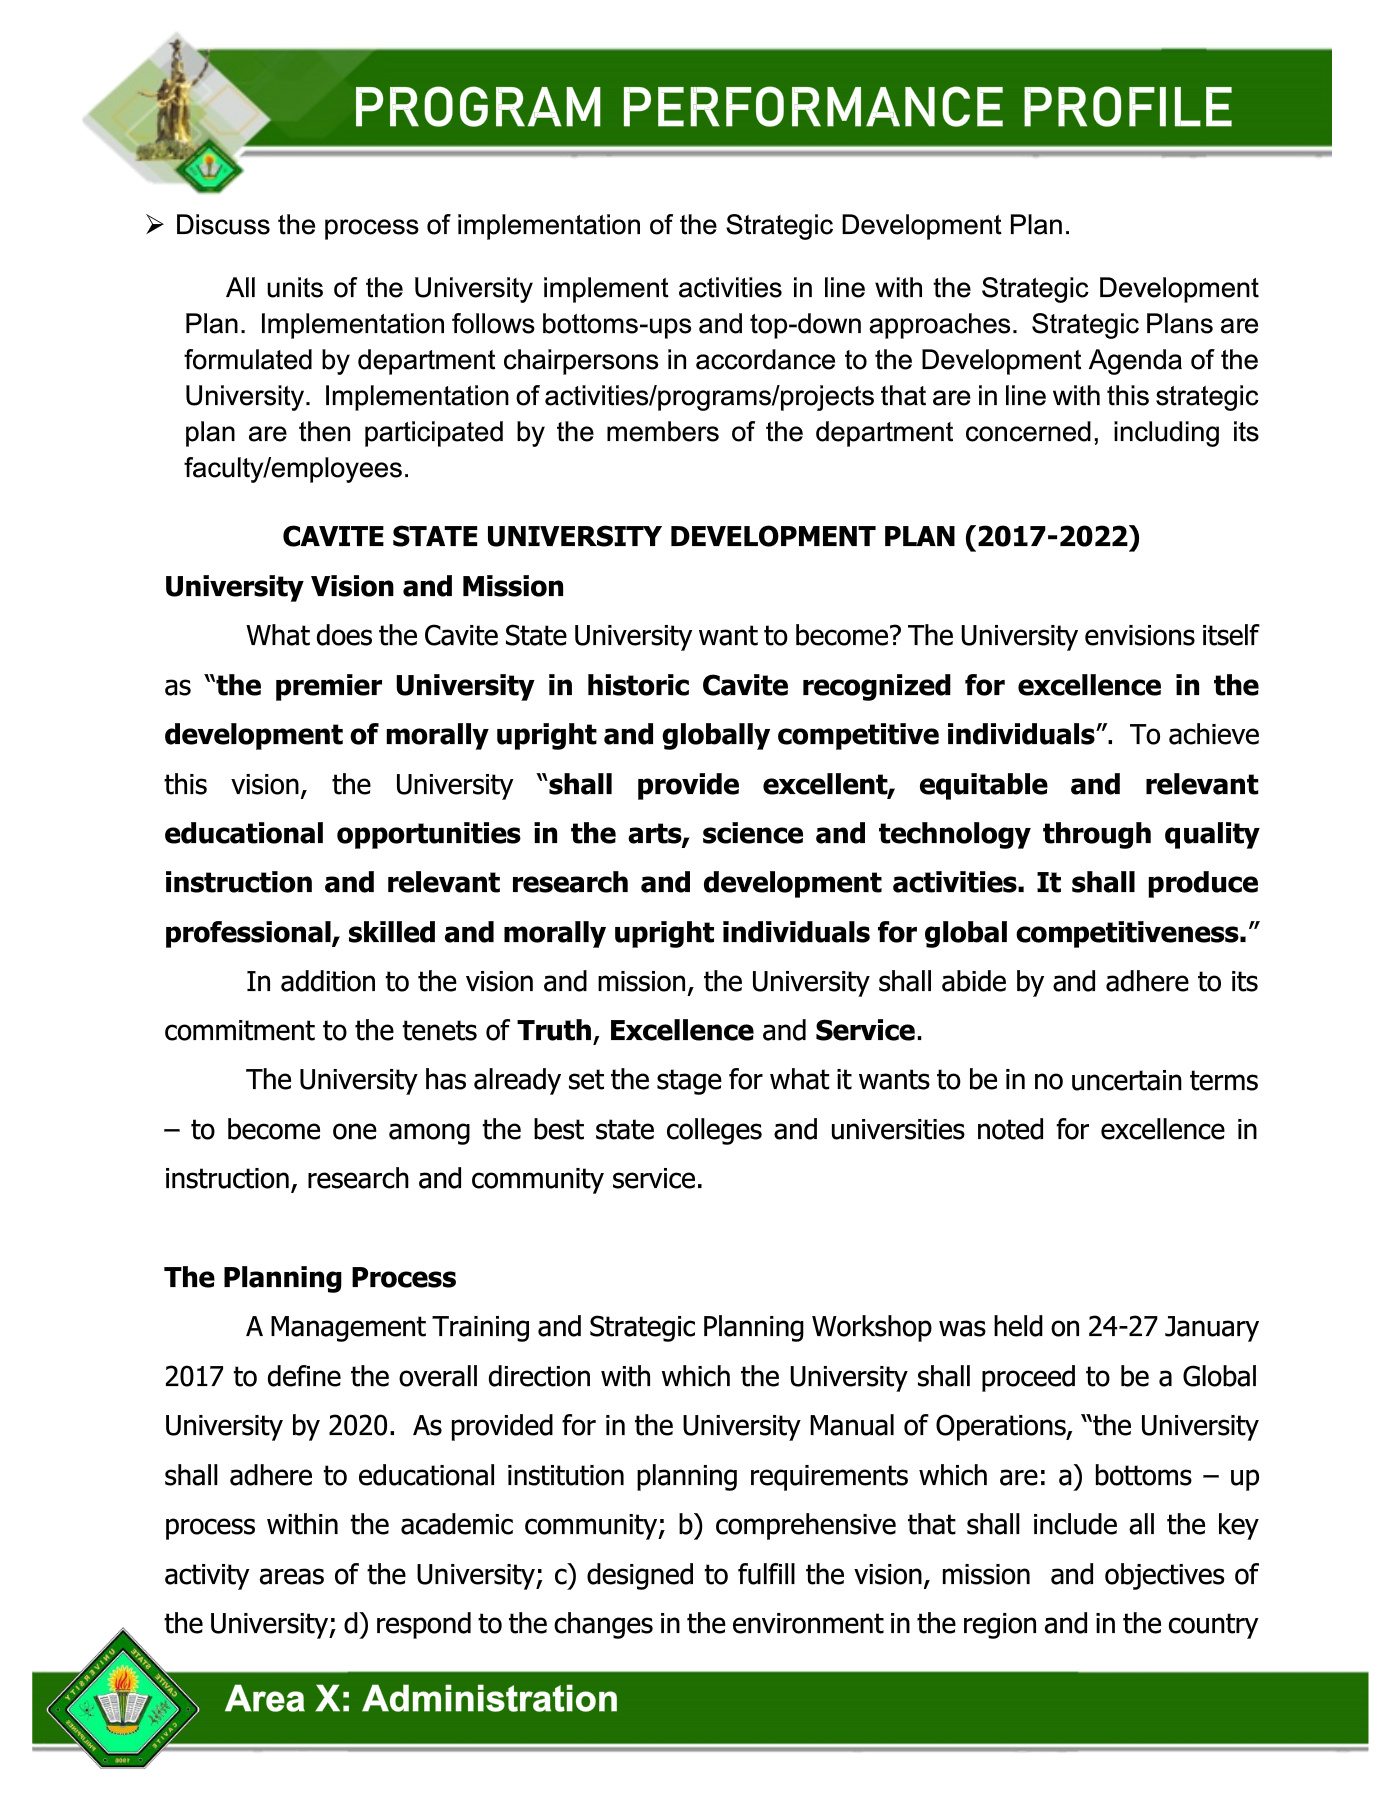 PROGRAM PERFORMANCE PROFILE
➢ Discuss the process of implementation of the Strategic Development Plan.
All units of the University implement activities in line with the Strategic Development
Plan.  Implementation follows bottoms-ups and top-down approaches.  Strategic Plans are
formulated by department chairpersons in accordance to the Development Agenda of the
University.  Implementation of activities/programs/projects that are in line with this strategic
plan are then participated by the members of the department concerned, including its
faculty/employees.
CAVITE STATE UNIVERSITY DEVELOPMENT PLAN (2017-2022)
University Vision and Mission
What does the Cavite State University want to become? The University envisions itself
as “the premier University in historic Cavite recognized for excellence in the
development of morally upright and globally competitive individuals”.  To achieve
this vision, the University “shall provide excellent, equitable and relevant
educational opportunities in the arts, science and technology through quality
instruction and relevant research and development activities. It shall produce
professional, skilled and morally upright individuals for global competitiveness.”
In addition to the vision and mission, the University shall abide by and adhere to its
commitment to the tenets of Truth, Excellence and Service.
The University has already set the stage for what it wants to be in no uncertain terms
– to become one among the best state colleges and universities noted for excellence in
instruction, research and community service.
The Planning Process
A Management Training and Strategic Planning Workshop was held on 24-27 January
2017 to define the overall direction with which the University shall proceed to be a Global
University by 2020.  As provided for in the University Manual of Operations, “the University
shall adhere to educational institution planning requirements which are: a) bottoms – up
process within the academic community; b) comprehensive that shall include all the key
activity areas of the University; c) designed to fulfill the vision, mission  and objectives of
the University; d) respond to the changes in the environment in the region and in the country
CAVITE STATE UNIVERSITY
CAVITE
PHILIPPINES
1906
Area X: Administration